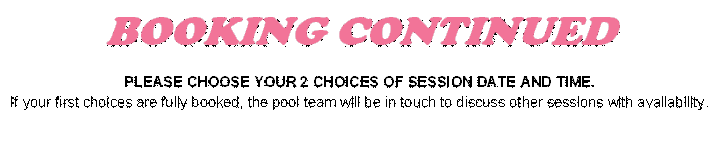 BOOKING CONTINUED
PLEASE CHOOSE YOUR 2 CHOICES OF SESSION DATE AND TIME.
If your first choices are fully booked, the pool team will be in touch to discuss other sessions with availability.